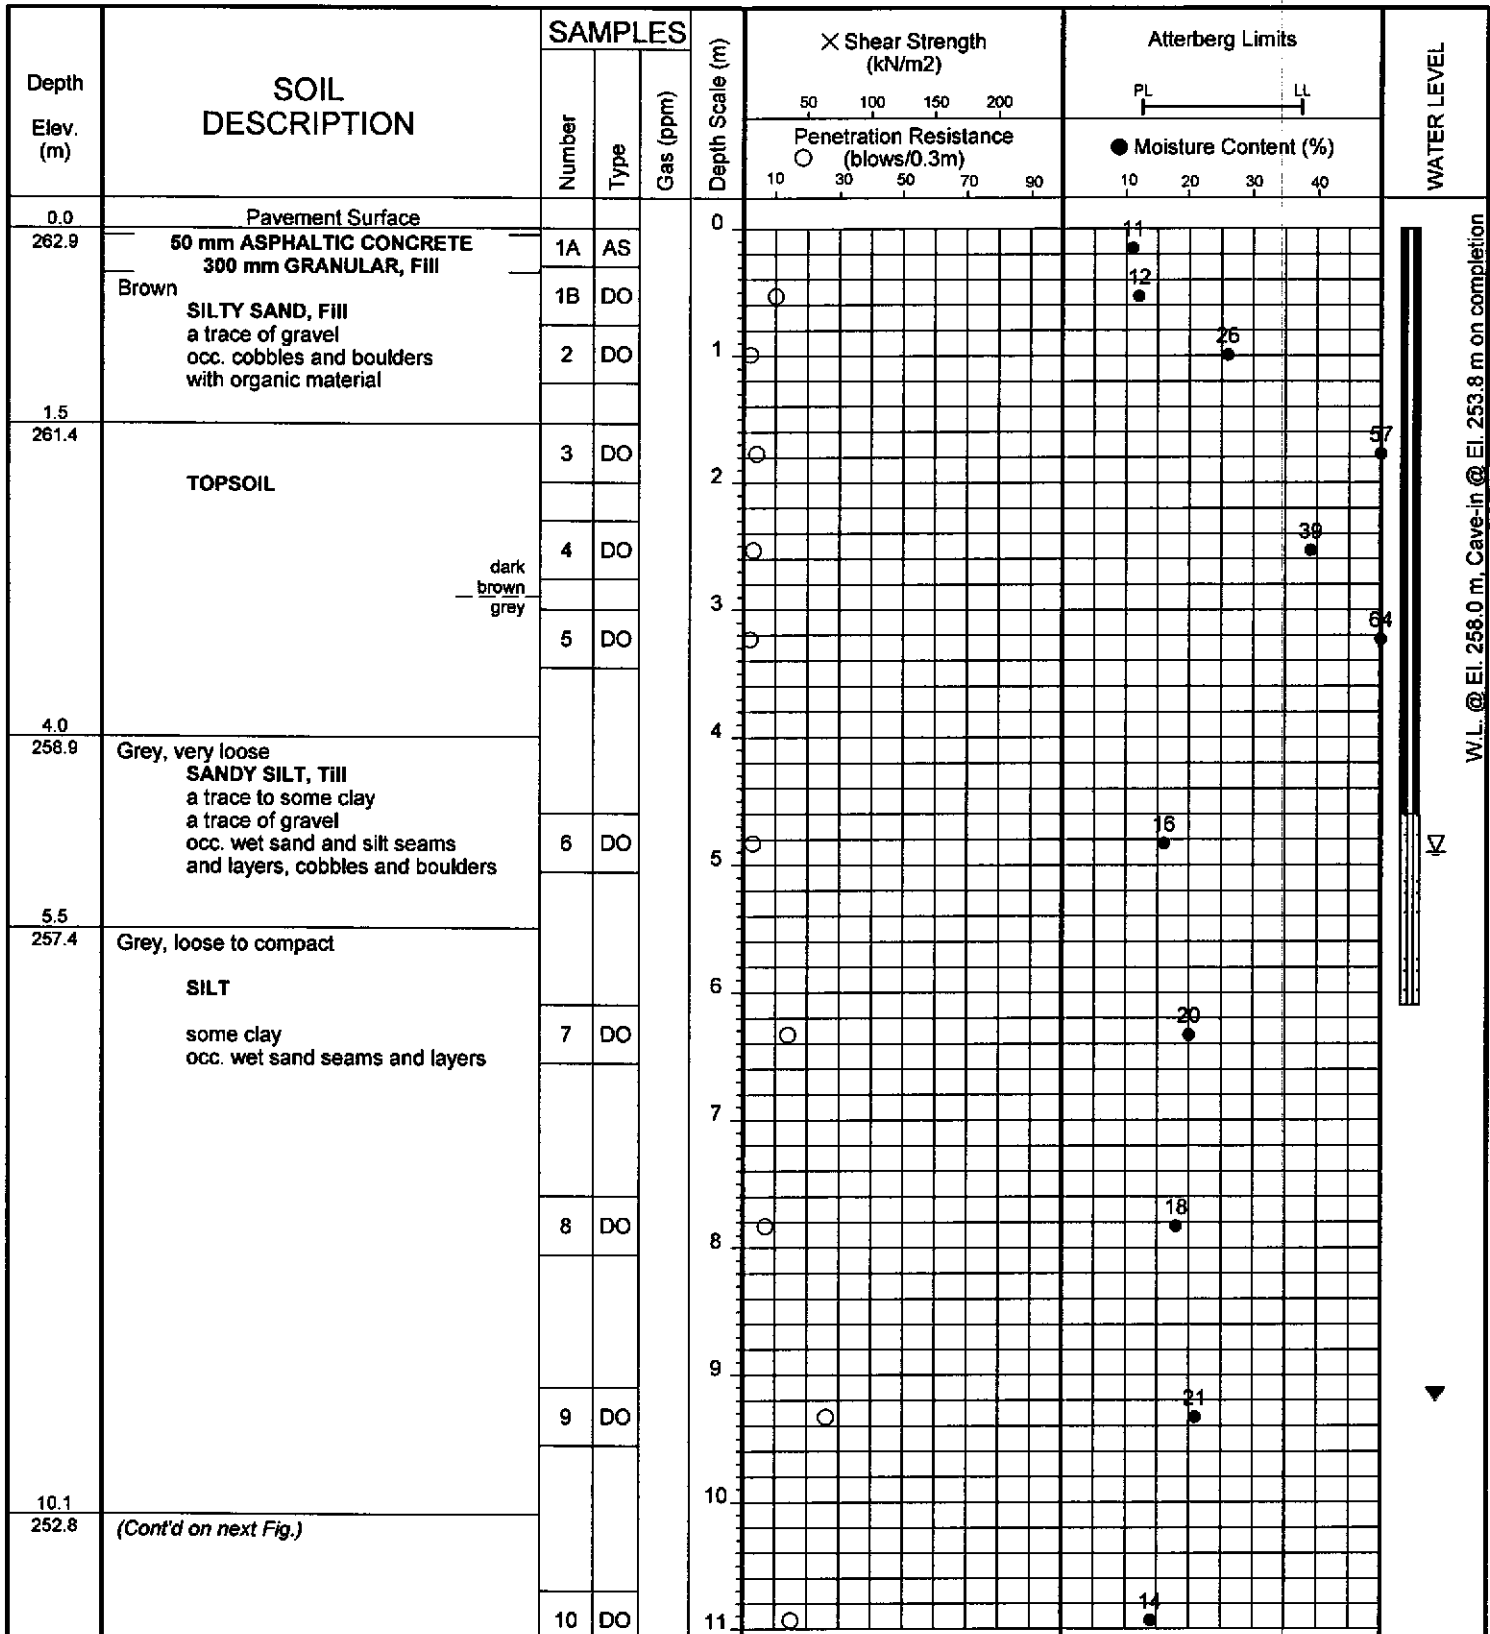 SAMPLES
Depth
Elev.
(m)
SOIL
DESCRIPTION
Number
Type
Gas (ppm)
Depth Scale (m)
× Shear Strength
(kN/m2)
50 100 150 200
Penetration Resistance
(blows/0.3m)
10 30 50 70 90
Atterberg Limits
PL LL
Moisture Content (%)
10 20 30 40
WATER LEVEL
0.0 Pavement Surface
0
262.9 50 mm ASPHALTIC CONCRETE
300 mm GRANULAR, Fill
1A AS
11
Brown
SILTY SAND, Fill
a trace of gravel
occ. cobbles and boulders
with organic material
1B DO
12
2 DO
1
26
1.5
261.4
TOPSOIL
3 DO
57
2
4 DO
39
dark
brown
grey
3
5 DO
64
4.0
4
258.9 Grey, very loose
SANDY SILT, Till
a trace to some clay
a trace of gravel
occ. wet sand and silt seams
and layers, cobbles and boulders
6 DO
16
5
5.5
257.4 Grey, loose to compact
SILT
some clay
occ. wet sand seams and layers
6
7 DO
20
7
8 DO
18
8
9
9 DO
21
10
10.1
252.8 (Cont'd on next Fig.)
10 DO
14
11
W.L. @ El. 258.0 m, Cave-in @ El. 253.8 m on completion